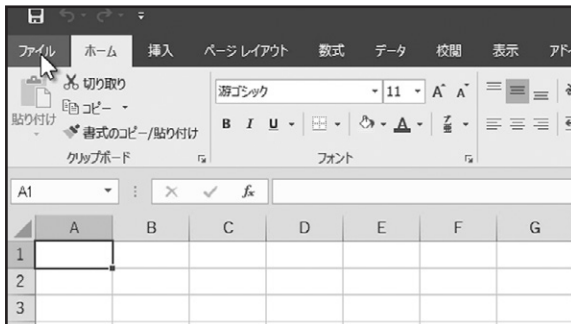 ファイル ホーム 挿入 ページレイアウト 数式 データ 校閲 表示 アド
切り取り
コピー
書式のコピー/貼り付け
貼り付け
クリップボード
游ゴシック 11 A A
B I U A
フォント
A1 fx
A B C D E F G
1
2
3